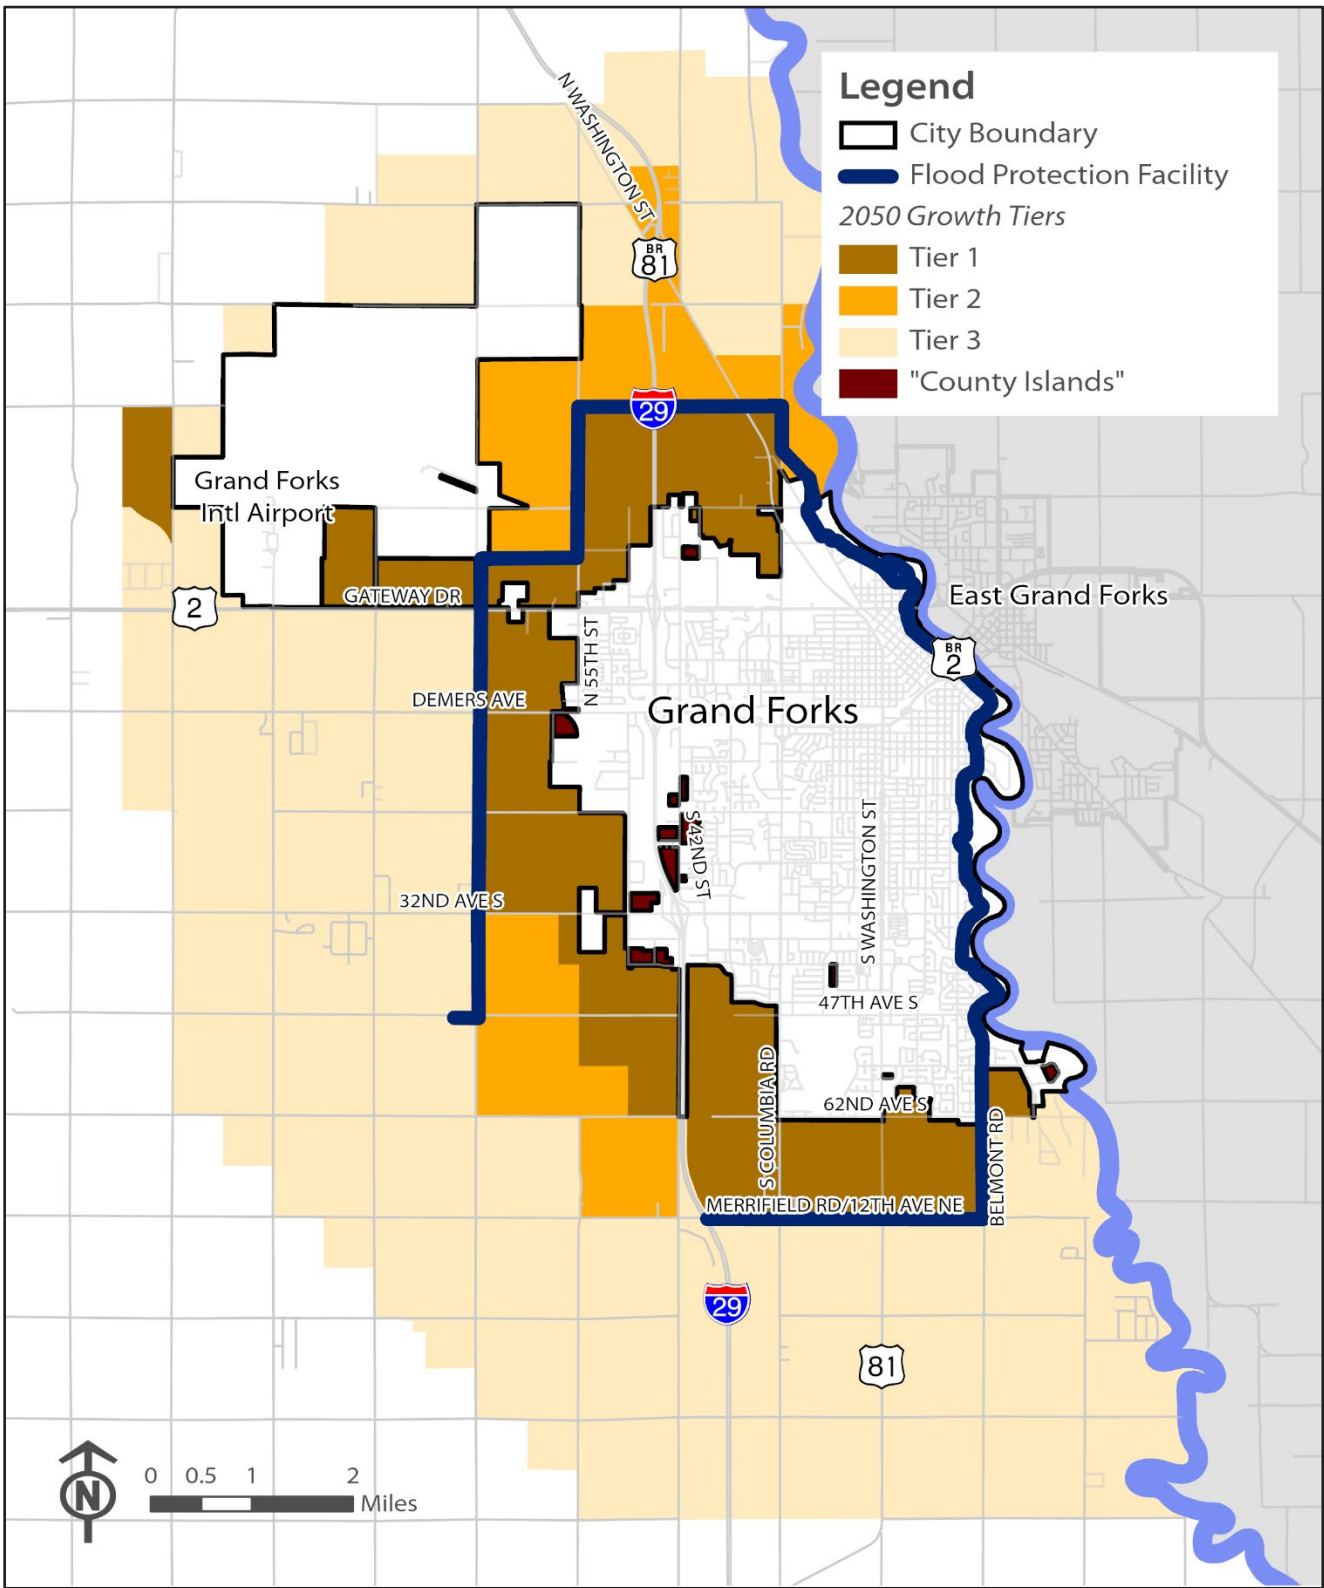 Legend
City Boundary
Flood Protection Facility
2050 Growth Tiers
Tier 1
Tier 2
Tier 3
"County Islands"
N WASHINGTON ST
BR
81
29
Grand Forks
Intl Airport
GATEWAY DR
2
East Grand Forks
N 55TH ST
BR
2
DEMERS AVE
Grand Forks
S 42ND ST
S WASHINGTON ST
32ND AVE S
47TH AVE S
S COLUMBIA RD
62ND AVE S
BELMONT RD
MERRIFIELD RD/12TH AVE NE
29
81
N
0 0.5 1 2
Miles